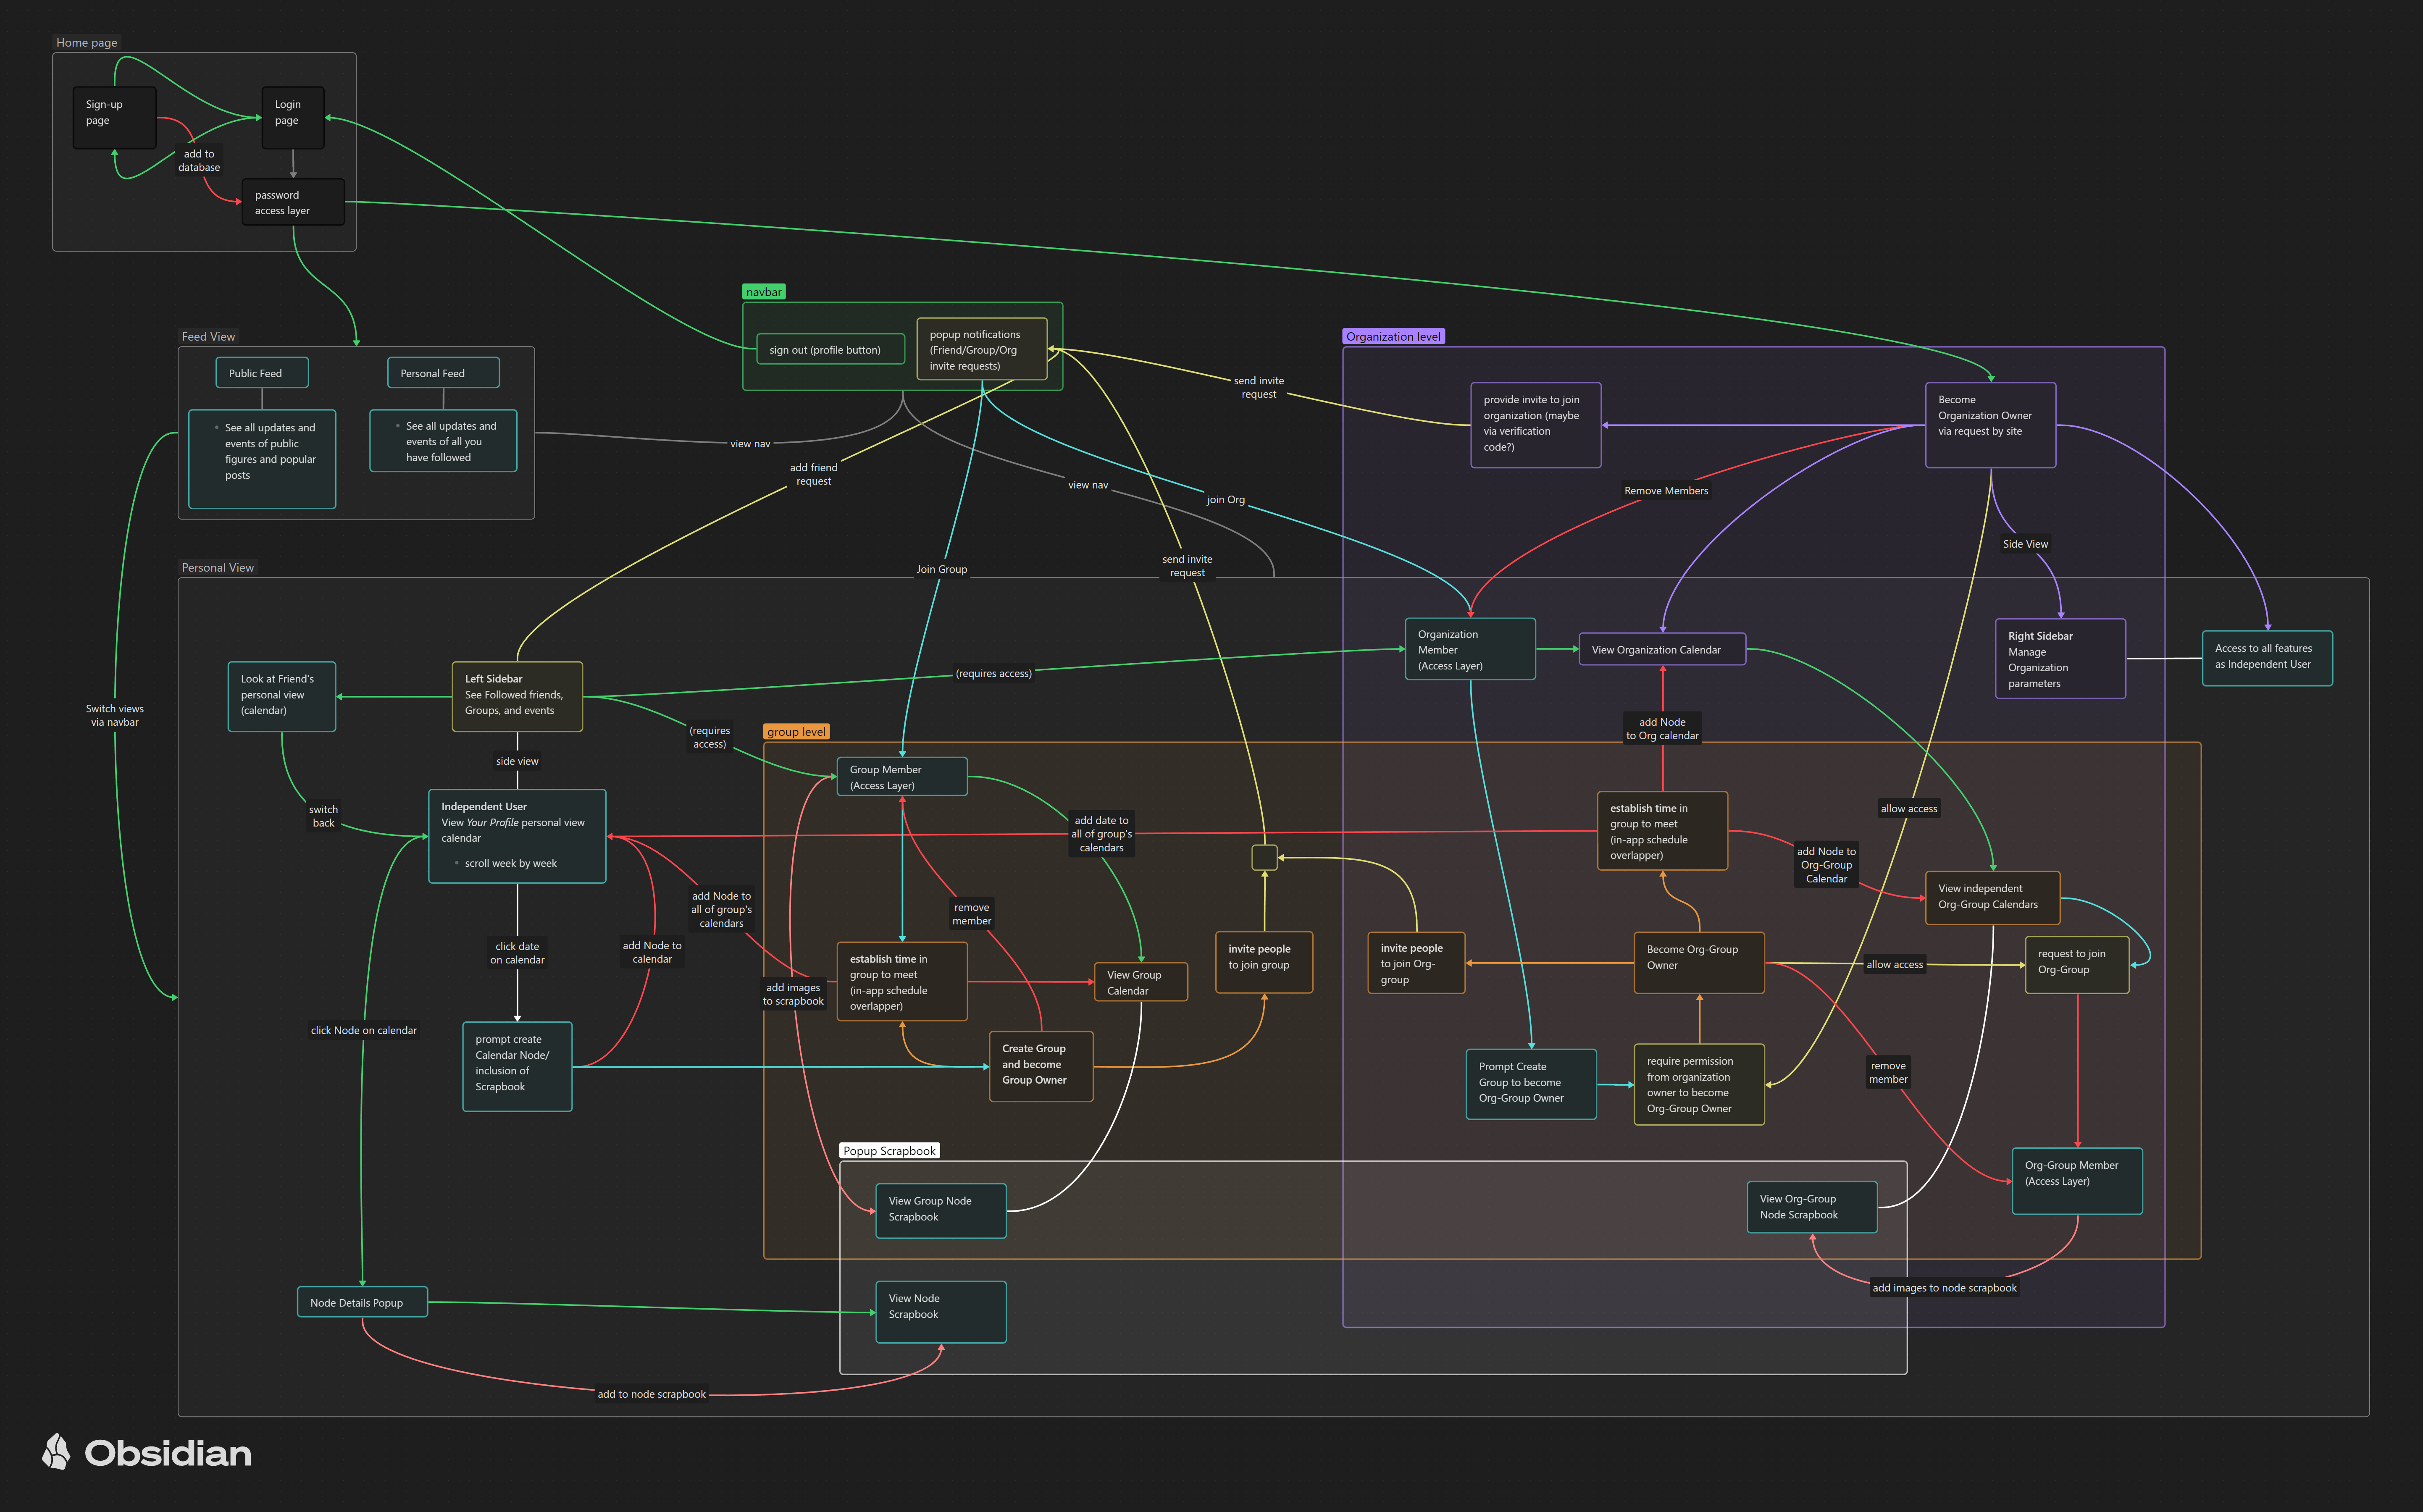 Home page
Sign-up
page
Login
page
add to
database
password
access layer
navbar
sign out (profile button)
popup notifications
(Friend/Group/Org
invite requests)
Feed View
Public Feed
Personal Feed
See all updates and
events of public
figures and popular
posts
See all updates and
events of all you
have followed
view nav
add friend
request
view nav
join Org
send invite
request
Organization level
provide invite to join
organization (maybe
via verification
code?)
Become
Organization Owner
via request by site
Remove Members
Side View
Join Group
send invite
request
Personal View
Switch views
via navbar
Look at Friend's
personal view
(calendar)
Left Sidebar
See Followed friends,
Groups, and events
(requires access)
Organization
Member
(Access Layer)
View Organization Calendar
Right Sidebar
Manage
Organization
parameters
Access to all features
as Independent User
(requires
access)
side view
group level
add Node
to Org calendar
Group Member
(Access Layer)
switch
back
Independent User
View Your Profile personal view
calendar
scroll week by week
add date to
all of group's
calendars
establish time in
group to meet
(in-app schedule
overlapper)
allow access
add Node to
Org-Group
Calendar
View independent
Org-Group Calendars
add Node to
all of group's
calendars
remove
member
click date
on calendar
add Node to
calendar
establish time in
group to meet
(in-app schedule
overlapper)
View Group
Calendar
invite people
to join group
invite people
to join Org-
group
Become Org-Group
Owner
allow access
request to join
Org-Group
add images
to scrapbook
click Node on calendar
prompt create
Calendar Node/
inclusion of
Scrapbook
Create Group
and become
Group Owner
Prompt Create
Group to become
Org-Group Owner
require permission
from organization
owner to become
Org-Group Owner
remove
member
Popup Scrapbook
View Group Node
Scrapbook
View Org-Group
Node Scrapbook
Org-Group Member
(Access Layer)
add images to node scrapbook
Node Details Popup
View Node
Scrapbook
add to node scrapbook
Obsidian